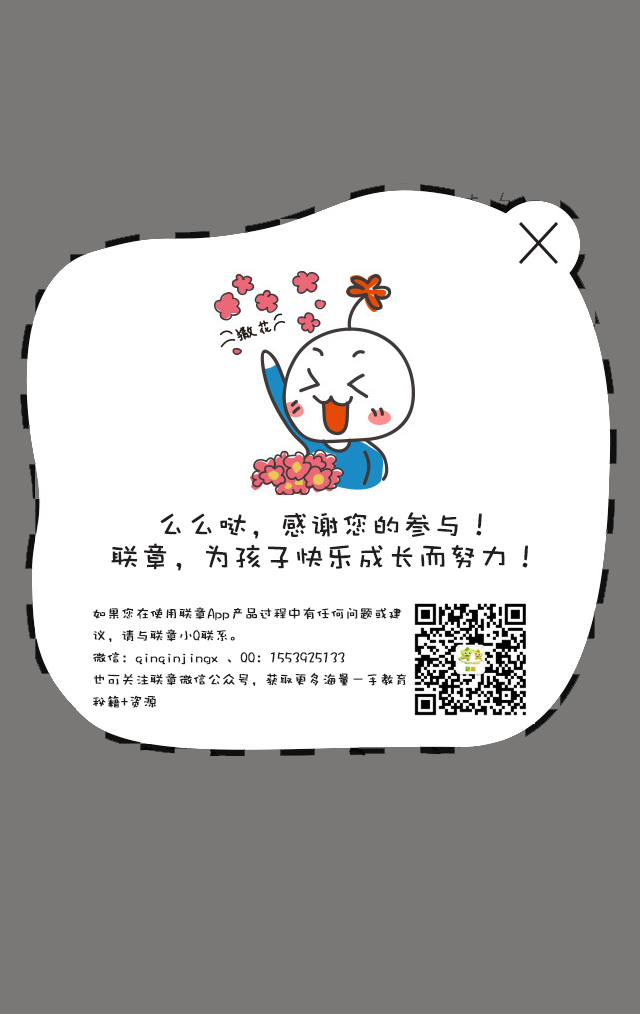 撒花
么么哒，感谢您的参与！
联章，为孩子快乐成长而努力！
如果您在使用联章App产品过程中有任何问题或建
议，请与联章小Q联系。
微信：qinqinjingx 、QQ：1553925133
也可关注联章微信公众号，获取更多海量一手教育
秘籍+资源